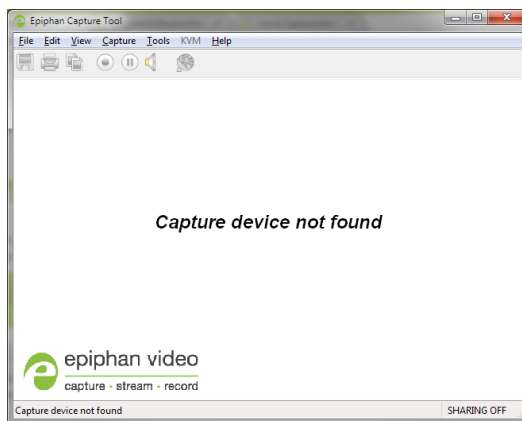 Epiphan Capture Tool
File Edit View Capture Tools KVM Help
Capture device not found
epiphan video
capture - stream - record
Capture device not found SHARING OFF